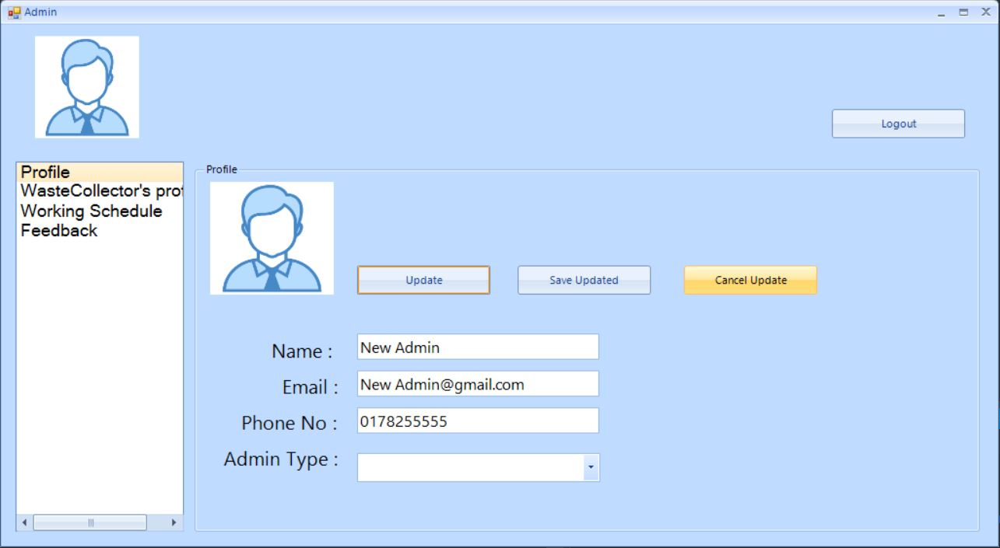 Admin
Logout
Profile
WasteCollector's prof
Working Schedule
Feedback
Profile
Update
Save Updated
Cancel Update
Name : New Admin
Email : New Admin@gmail.com
Phone No : 0178255555
Admin Type :